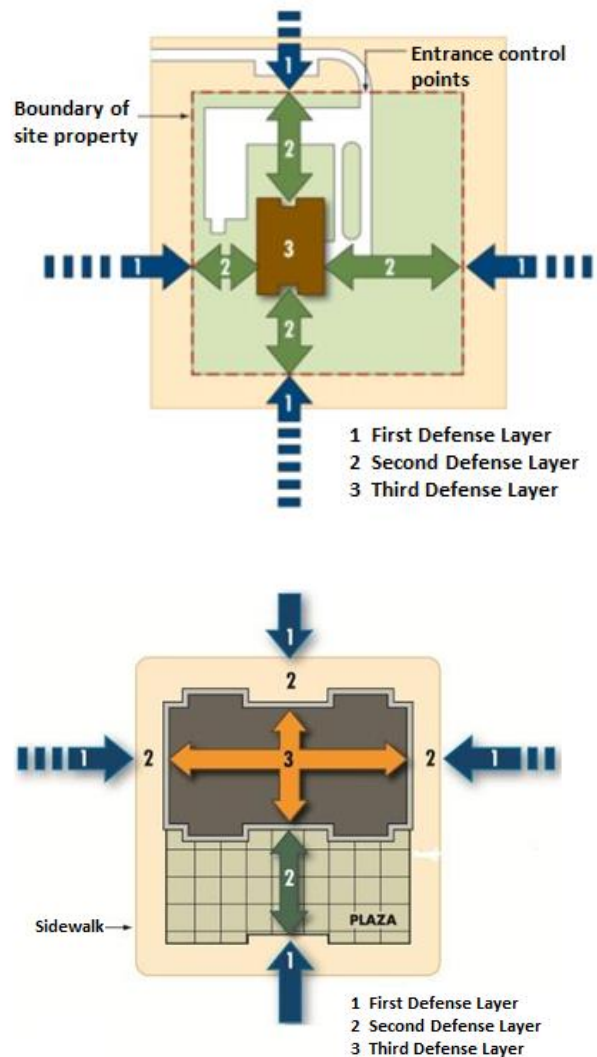 1
Entrance control
points
Boundary of
site property
2
1
2
3
2
1
2
1
1 First Defense Layer
2 Second Defense Layer
3 Third Defense Layer
1
2
1
2
3
2
1
2
PLAZA
Sidewalk
1
1 First Defense Layer
2 Second Defense Layer
3 Third Defense Layer